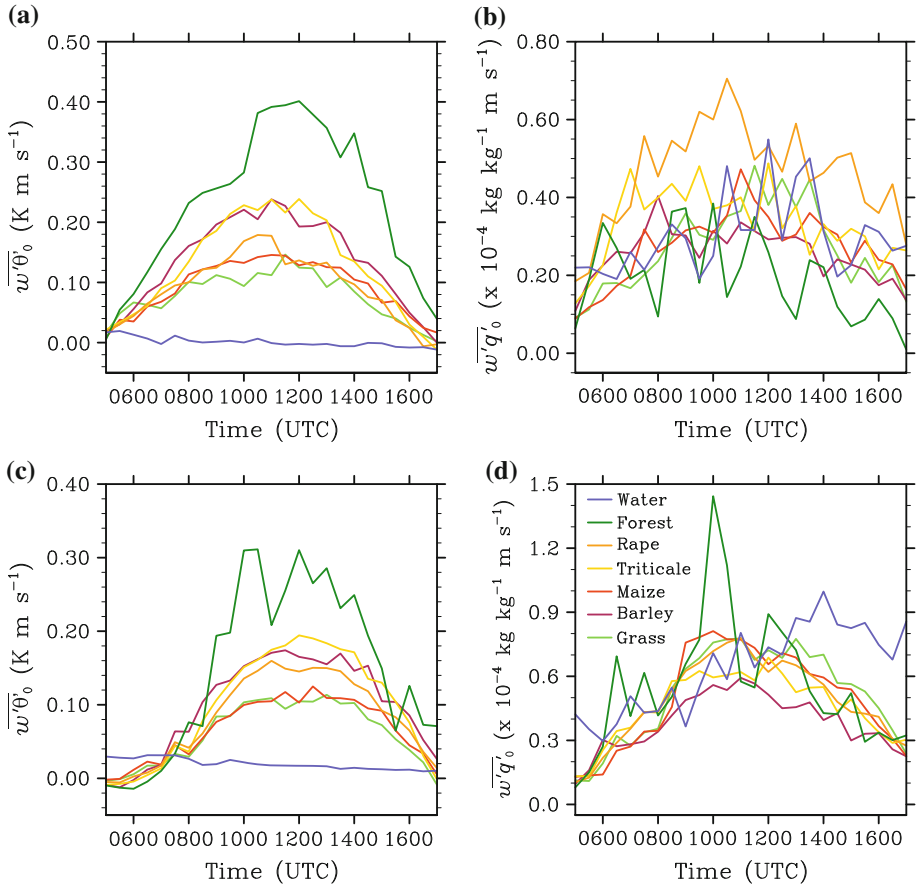 (a)
0.50
0.40
0.30
0.20
0.10
0.00
w′θ′₀ (K m s⁻¹)
0600 0800 1000 1200 1400 1600
Time (UTC)
(b)
0.80
0.60
0.40
0.20
0.00
w′q′₀ (x 10⁻⁴ kg kg⁻¹ m s⁻¹)
0600 0800 1000 1200 1400 1600
Time (UTC)
(c)
0.40
0.30
0.20
0.10
0.00
w′θ′₀ (K m s⁻¹)
0600 0800 1000 1200 1400 1600
Time (UTC)
(d)
1.5
1.2
0.9
0.6
0.3
0.0
w′q′₀ (x 10⁻⁴ kg kg⁻¹ m s⁻¹)
Water
Forest
Rape
Triticale
Maize
Barley
Grass
0600 0800 1000 1200 1400 1600
Time (UTC)